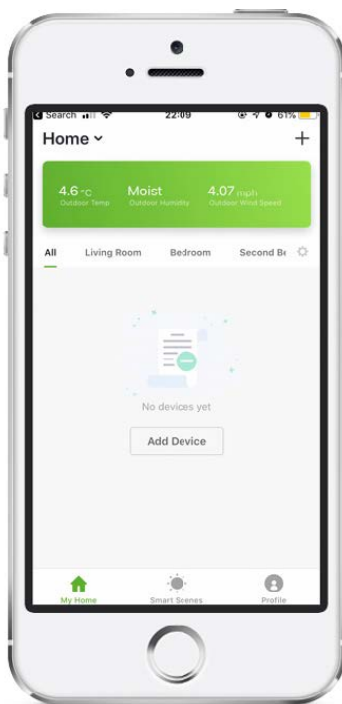 Search 22:09 61%
Home
4.6 °C Moist 4.07 mph
Outdoor Temp Outdoor Humidity Outdoor Wind Speed
All Living Room Bedroom Second Be
No devices yet
Add Device
My Home Smart Scenes Profile